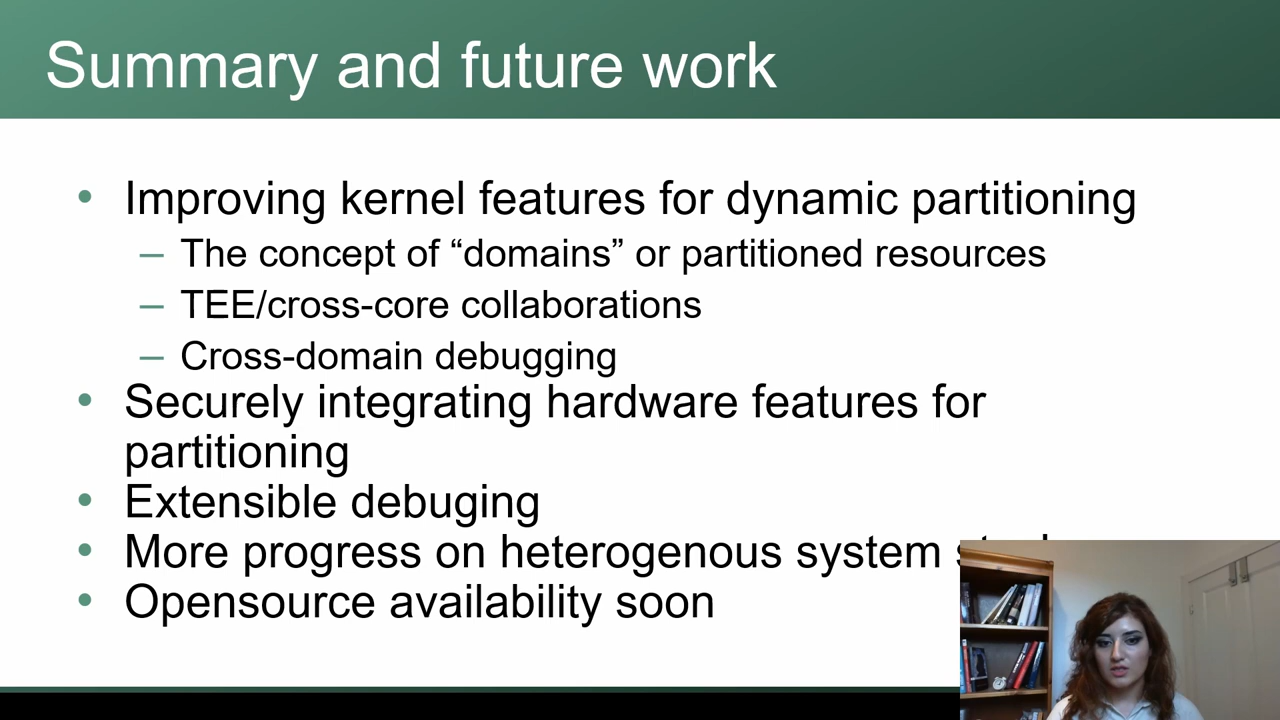 Summary and future work
• Improving kernel features for dynamic partitioning
– The concept of “domains” or partitioned resources
– TEE/cross-core collaborations
– Cross-domain debugging
• Securely integrating hardware features for
partitioning
• Extensible debuging
• More progress on heterogenous system
• Opensource availability soon